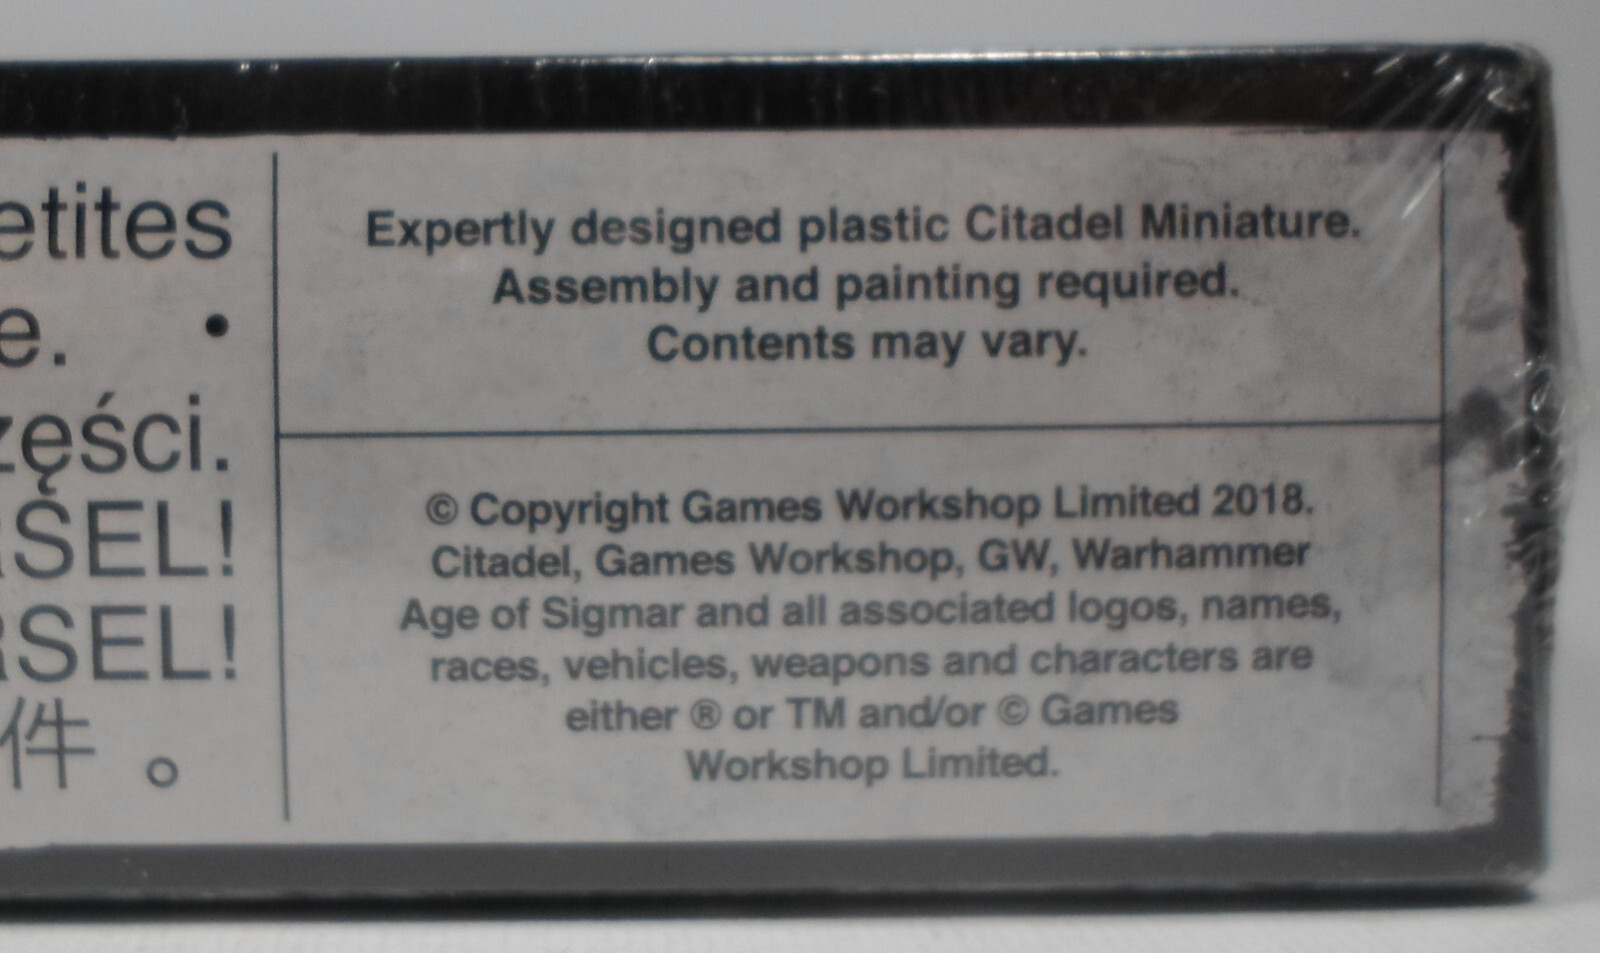 etites
e. •
zęści.
SEL!
RSEL!
件。
Expertly designed plastic Citadel Miniature.
Assembly and painting required.
Contents may vary.
© Copyright Games Workshop Limited 2018.
Citadel, Games Workshop, GW, Warhammer
Age of Sigmar and all associated logos, names,
races, vehicles, weapons and characters are
either ® or TM and/or © Games
Workshop Limited.